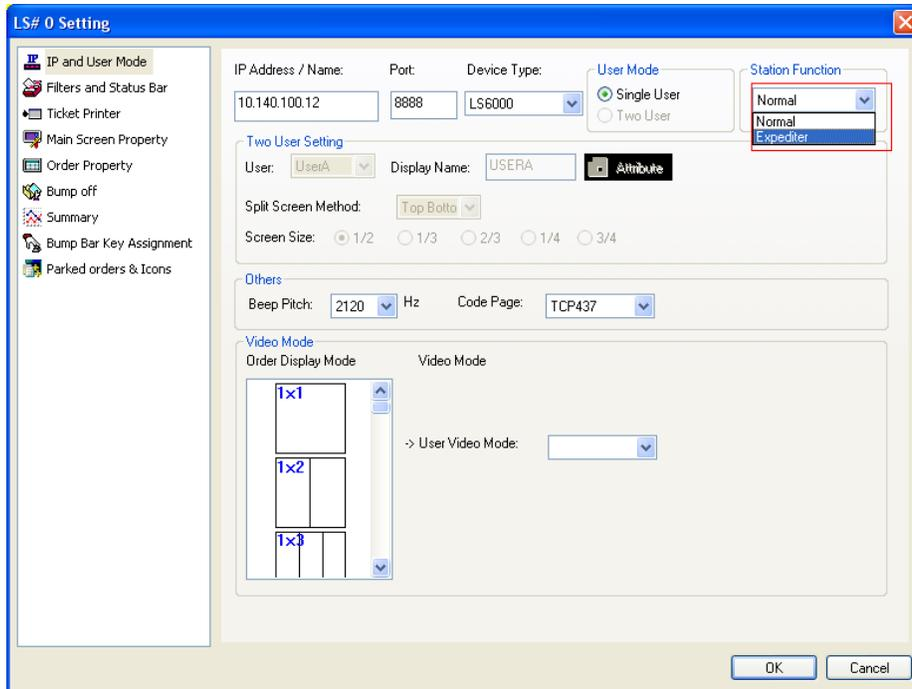 LS# 0 Setting
IP and User Mode
Filters and Status Bar
Ticket Printer
Main Screen Property
Order Property
Bump off
Summary
Bump Bar Key Assignment
Parked orders & Icons
IP Address / Name: Port: Device Type:
10.140.100.12 8888 LS6000
User Mode
Single User
Two User
Station Function
Normal
Normal
Expediter
Two User Setting
User: UserA Display Name: USERA Attribute
Split Screen Method: Top Botto
Screen Size: 1/2 1/3 2/3 1/4 3/4
Others
Beep Pitch: 2120 Hz Code Page: TCP437
Video Mode
Order Display Mode Video Mode
1x1
1x2
1x3
-> User Video Mode:
OK Cancel